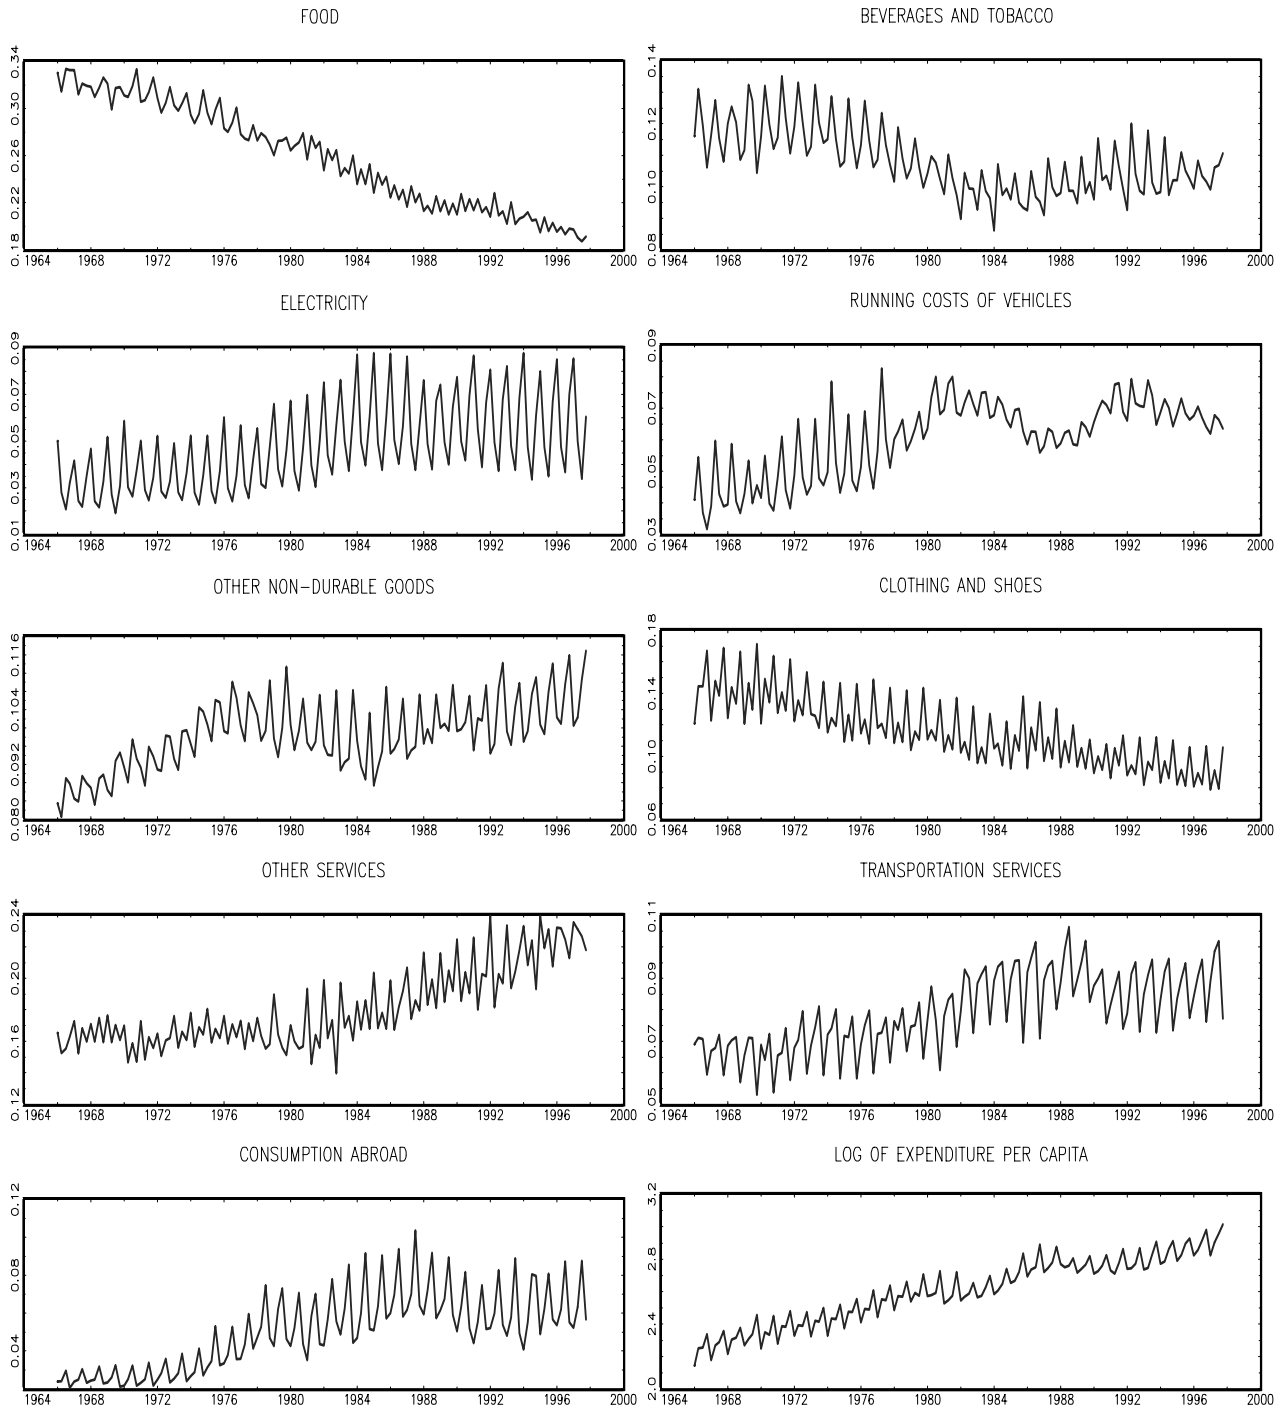 FOOD
0.34
0.30
0.26
0.22
0.18
1964 1968 1972 1976 1980 1984 1988 1992 1996 2000
BEVERAGES AND TOBACCO
0.14
0.12
0.10
0.08
1964 1968 1972 1976 1980 1984 1988 1992 1996 2000
ELECTRICITY
0.09
0.07
0.05
0.03
0.01
1964 1968 1972 1976 1980 1984 1988 1992 1996 2000
RUNNING COSTS OF VEHICLES
0.09
0.07
0.05
0.03
1964 1968 1972 1976 1980 1984 1988 1992 1996 2000
OTHER NON-DURABLE GOODS
0.116
0.104
0.092
0.080
1964 1968 1972 1976 1980 1984 1988 1992 1996 2000
CLOTHING AND SHOES
0.18
0.14
0.10
0.06
1964 1968 1972 1976 1980 1984 1988 1992 1996 2000
OTHER SERVICES
0.24
0.20
0.16
0.12
1964 1968 1972 1976 1980 1984 1988 1992 1996 2000
TRANSPORTATION SERVICES
0.11
0.09
0.07
0.05
1964 1968 1972 1976 1980 1984 1988 1992 1996 2000
CONSUMPTION ABROAD
0.12
0.08
0.04
1964 1968 1972 1976 1980 1984 1988 1992 1996 2000
LOG OF EXPENDITURE PER CAPITA
3.2
2.8
2.4
2.0
1964 1968 1972 1976 1980 1984 1988 1992 1996 2000